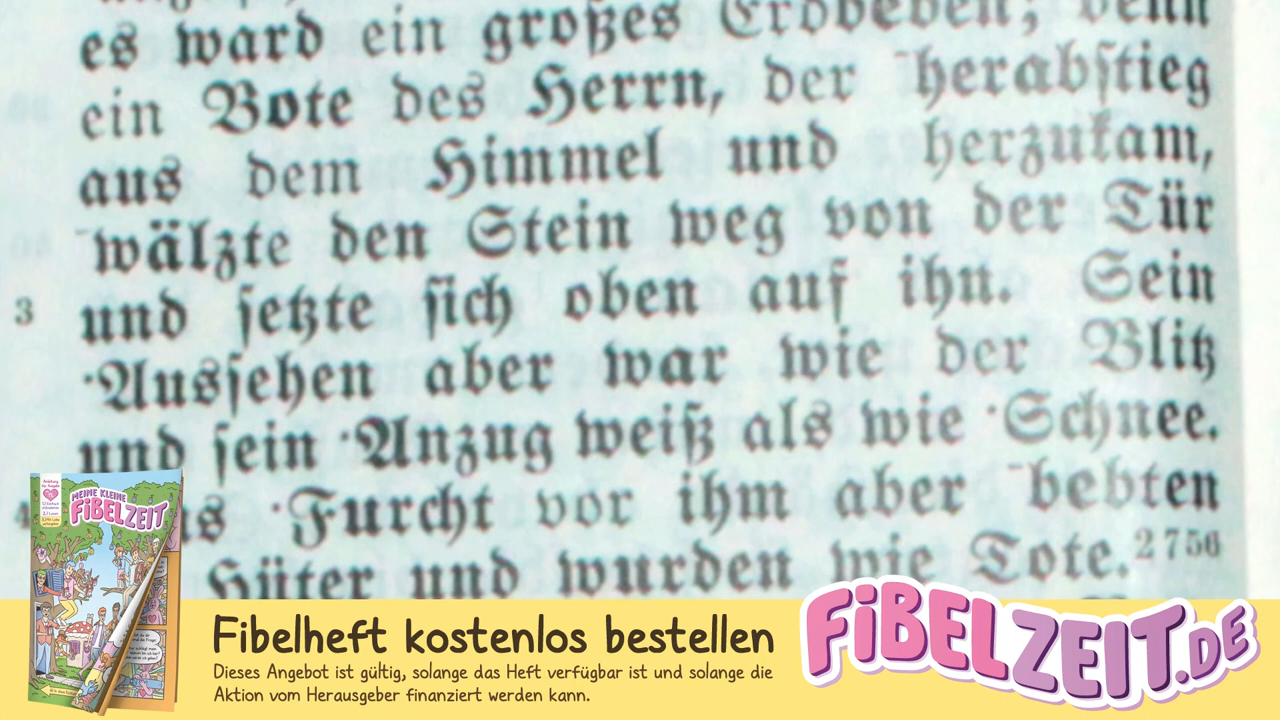 es ward ein großes Erdbeben; denn
ein Bote des Herrn, der ‾herabstieg
aus dem Himmel und herzukam,
‾wälzte den Stein weg von der Tür
3 und setzte sich oben auf ihn. Sein
·Aussehen aber war wie der Blitz
und sein ·Anzug weiß als wie ·Schnee.
4 ·Furcht vor ihm aber ‾bebten
Hüter und wurden wie Tote.2 756
MEINE KLEINE
FiBELZEiT
Fibelheft kostenlos bestellen
Dieses Angebot ist gültig, solange das Heft verfügbar ist und solange die
Aktion vom Herausgeber finanziert werden kann.
FiBELZEiT.DE